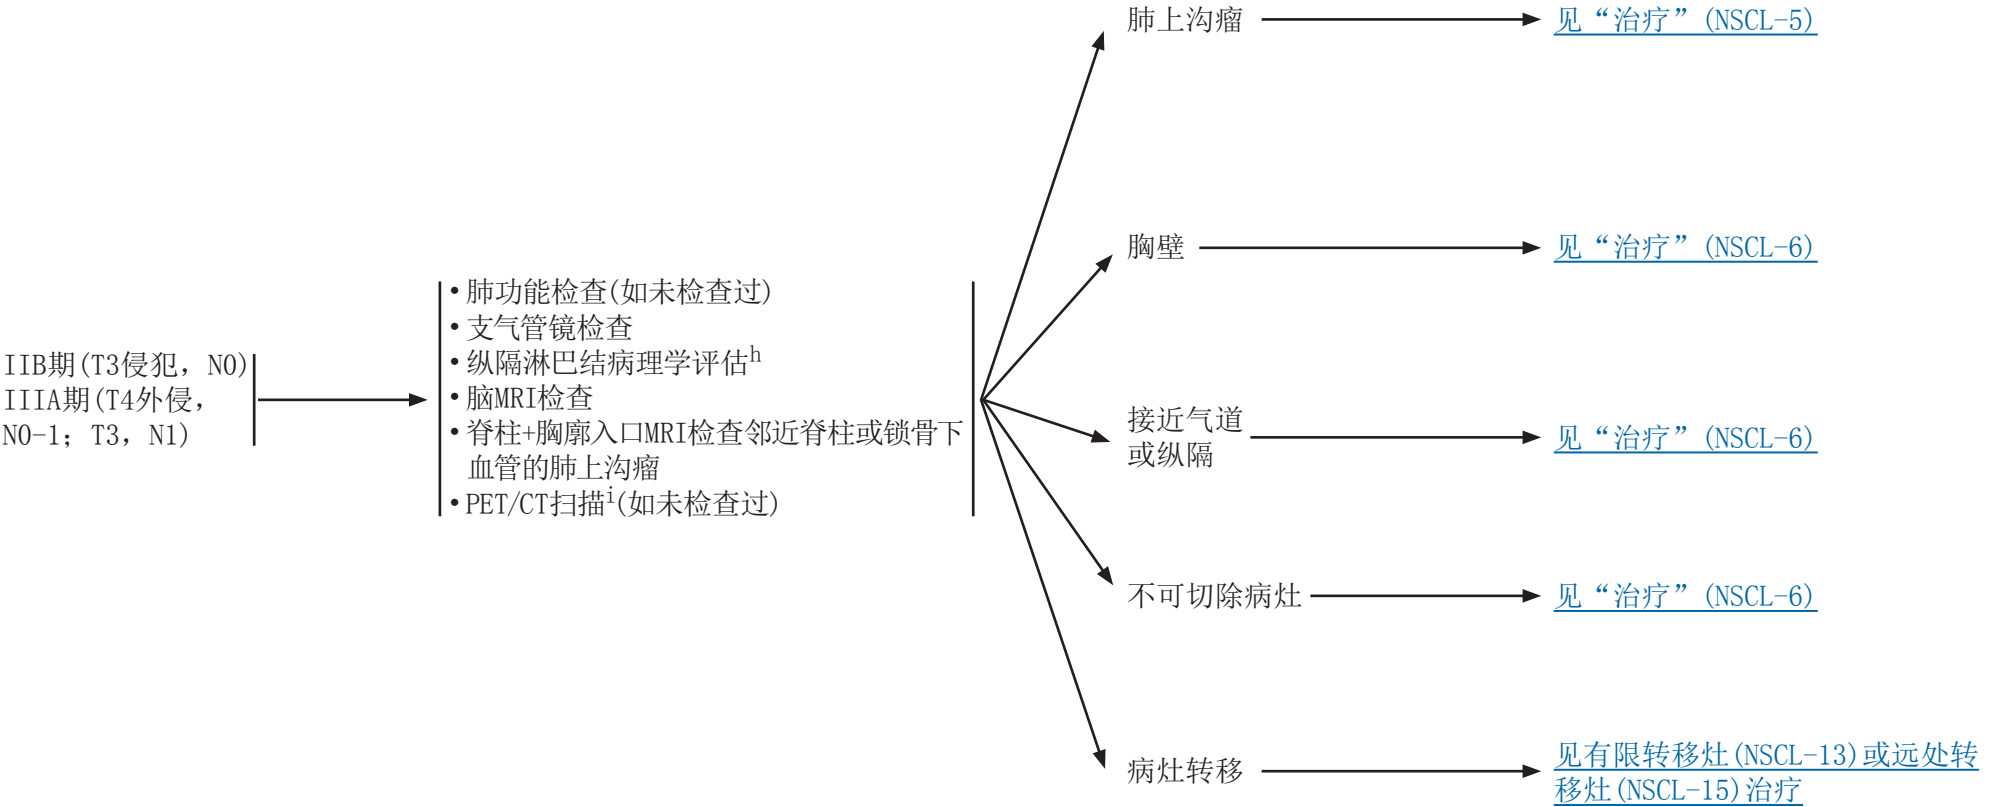 IIB期(T3侵犯，N0)
IIIA期(T4外侵，
N0-1；T3，N1)
•肺功能检查(如未检查过)
•支气管镜检查
•纵隔淋巴结病理学评估h
•脑MRI检查
•脊柱+胸廓入口MRI检查邻近脊柱或锁骨下
血管的肺上沟瘤
•PET/CT扫描i(如未检查过)
肺上沟瘤
见“治疗”(NSCL-5)
胸壁
见“治疗”(NSCL-6)
接近气道
或纵隔
见“治疗”(NSCL-6)
不可切除病灶
见“治疗”(NSCL-6)
病灶转移
见有限转移灶(NSCL-13)或远处转
移灶(NSCL-15)治疗